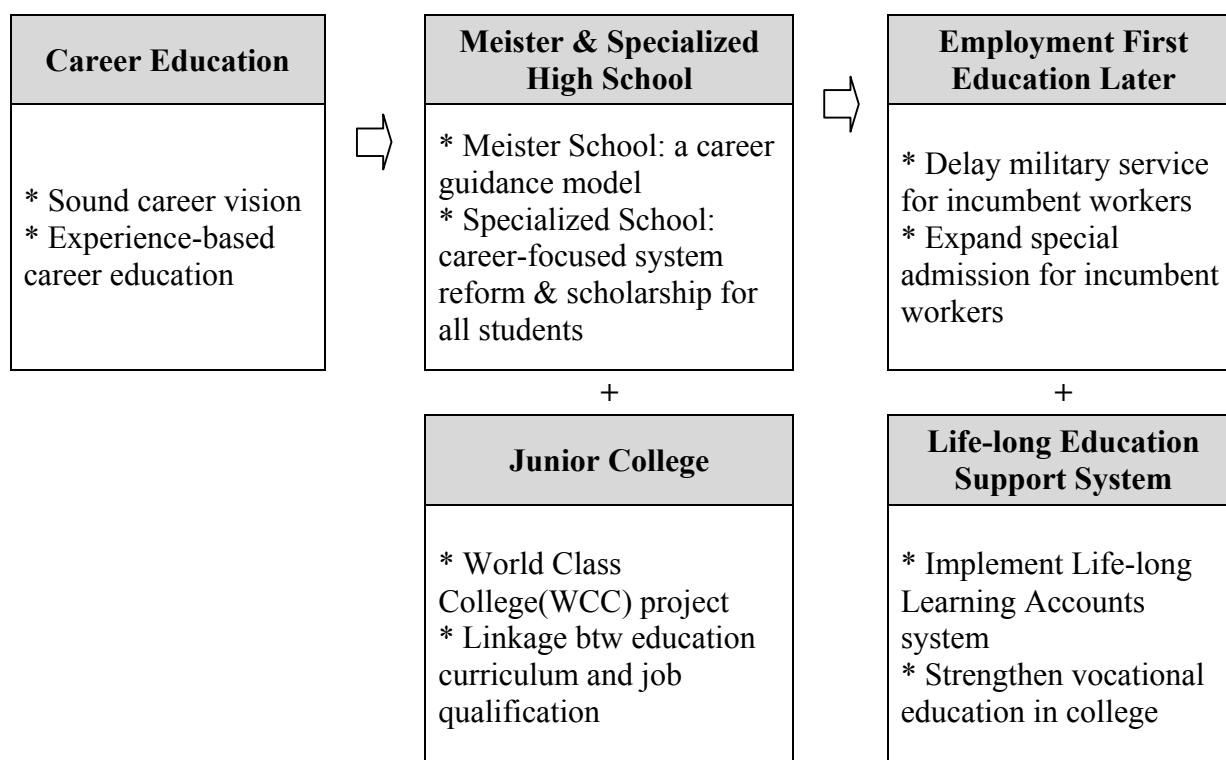 Career Education
* Sound career vision
* Experience-based
career education
Meister & Specialized
High School
* Meister School: a career
guidance model
* Specialized School:
career-focused system
reform & scholarship for
all students
+
Junior College
* World Class
College(WCC) project
* Linkage btw education
curriculum and job
qualification
Employment First
Education Later
* Delay military service
for incumbent workers
* Expand special
admission for incumbent
workers
+
Life-long Education
Support System
* Implement Life-long
Learning Accounts
system
* Strengthen vocational
education in college